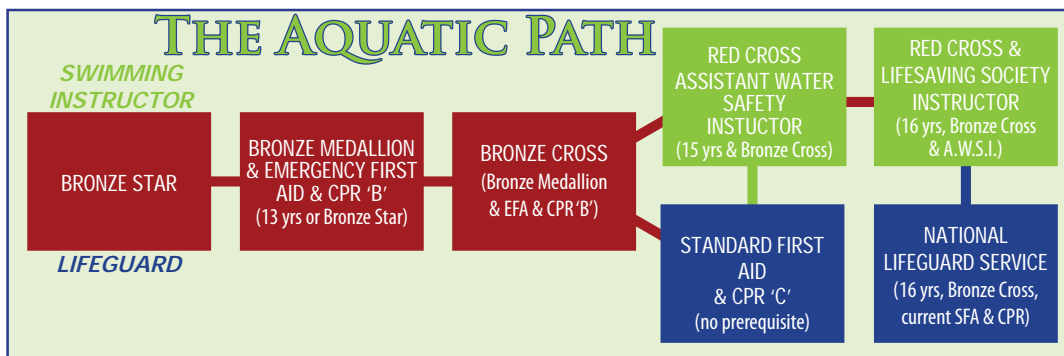 THE AQUATIC PATH
SWIMMING
INSTRUCTOR
BRONZE STAR
LIFEGUARD
BRONZE MEDALLION
& EMERGENCY FIRST
AID & CPR ‘B’
(13 yrs or Bronze Star)
BRONZE CROSS
(Bronze Medallion
& EFA & CPR ‘B’)
RED CROSS
ASSISTANT WATER
SAFETY
INSTUCTOR
(15 yrs & Bronze Cross)
STANDARD FIRST
AID
& CPR ‘C’
(no prerequisite)
RED CROSS &
LIFESAVING SOCIETY
INSTRUCTOR
(16 yrs, Bronze Cross
& A.W.S.I.)
NATIONAL
LIFEGUARD SERVICE
(16 yrs, Bronze Cross,
current SFA & CPR)